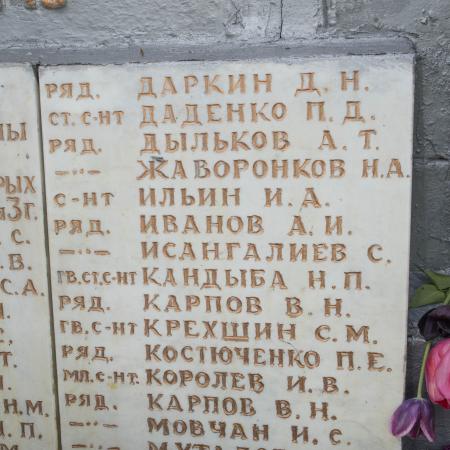 РЯД. ДАРКИН Д. Н.
СТ. С-НТ ДАДЕНКО П. Д.
РЯД. ДЫЛЬКОВ А. Т.
—"— ЖАВОРОНКОВ Н.А.
С-НТ ИЛЬИН И. А.
РЯД. ИВАНОВ А. И.
—"— ИСАНГАЛИЕВ С.
ГВ.СТ.С-НТ КАНДЫБА Н. П.
РЯД. КАРПОВ В. Н.
ГВ. С-НТ КРЕХШИН С. М.
РЯД. КОСТЮЧЕНКО П. Е.
МЛ. С-НТ. КОРОЛЕВ И. В.
РЯД. КАРПОВ В. Н.
—"— МОВЧАН И. С.